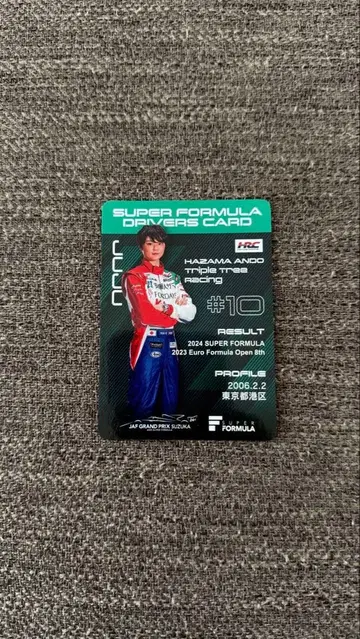 SUPER FORMULA
DRIVERS CARD
HRC
HAZAMA ANDO
Triple Tree
Racing
#10
RESULT
2024 SUPER FORMULA
2023 Euro Formula Open 8th
PROFILE
2006.2.2
東京都港区
JAF GRAND PRIX SUZUKA
SUPER
FORMULA